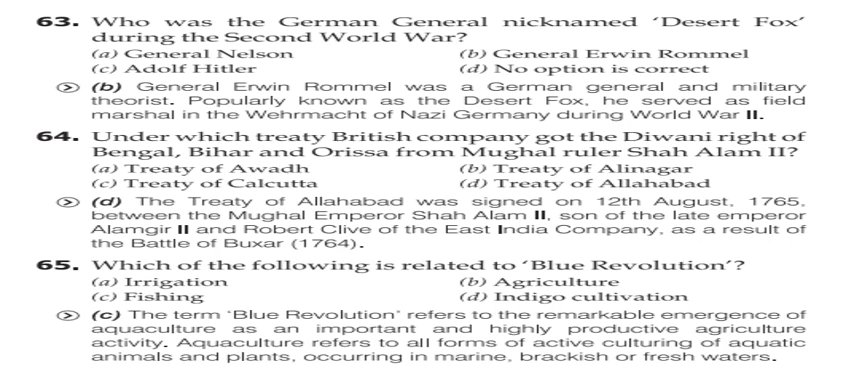 63. Who was the German General nicknamed ‘Desert Fox’
during the Second World War?
(a) General Nelson (b) General Erwin Rommel
(c) Adolf Hitler (d) No option is correct
(b) General Erwin Rommel was a German general and military
theorist. Popularly known as the Desert Fox, he served as field
marshal in the Wehrmacht of Nazi Germany during World War II.
64. Under which treaty British company got the Diwani right of
Bengal, Bihar and Orissa from Mughal ruler Shah Alam II?
(a) Treaty of Awadh (b) Treaty of Alinagar
(c) Treaty of Calcutta (d) Treaty of Allahabad
(d) The Treaty of Allahabad was signed on 12th August, 1765,
between the Mughal Emperor Shah Alam II, son of the late emperor
Alamgir II and Robert Clive of the East India Company, as a result of
the Battle of Buxar (1764).
65. Which of the following is related to ‘Blue Revolution’?
(a) Irrigation (b) Agriculture
(c) Fishing (d) Indigo cultivation
(c) The term ‘Blue Revolution’ refers to the remarkable emergence of
aquaculture as an important and highly productive agriculture
activity. Aquaculture refers to all forms of active culturing of aquatic
animals and plants, occurring in marine, brackish or fresh waters.